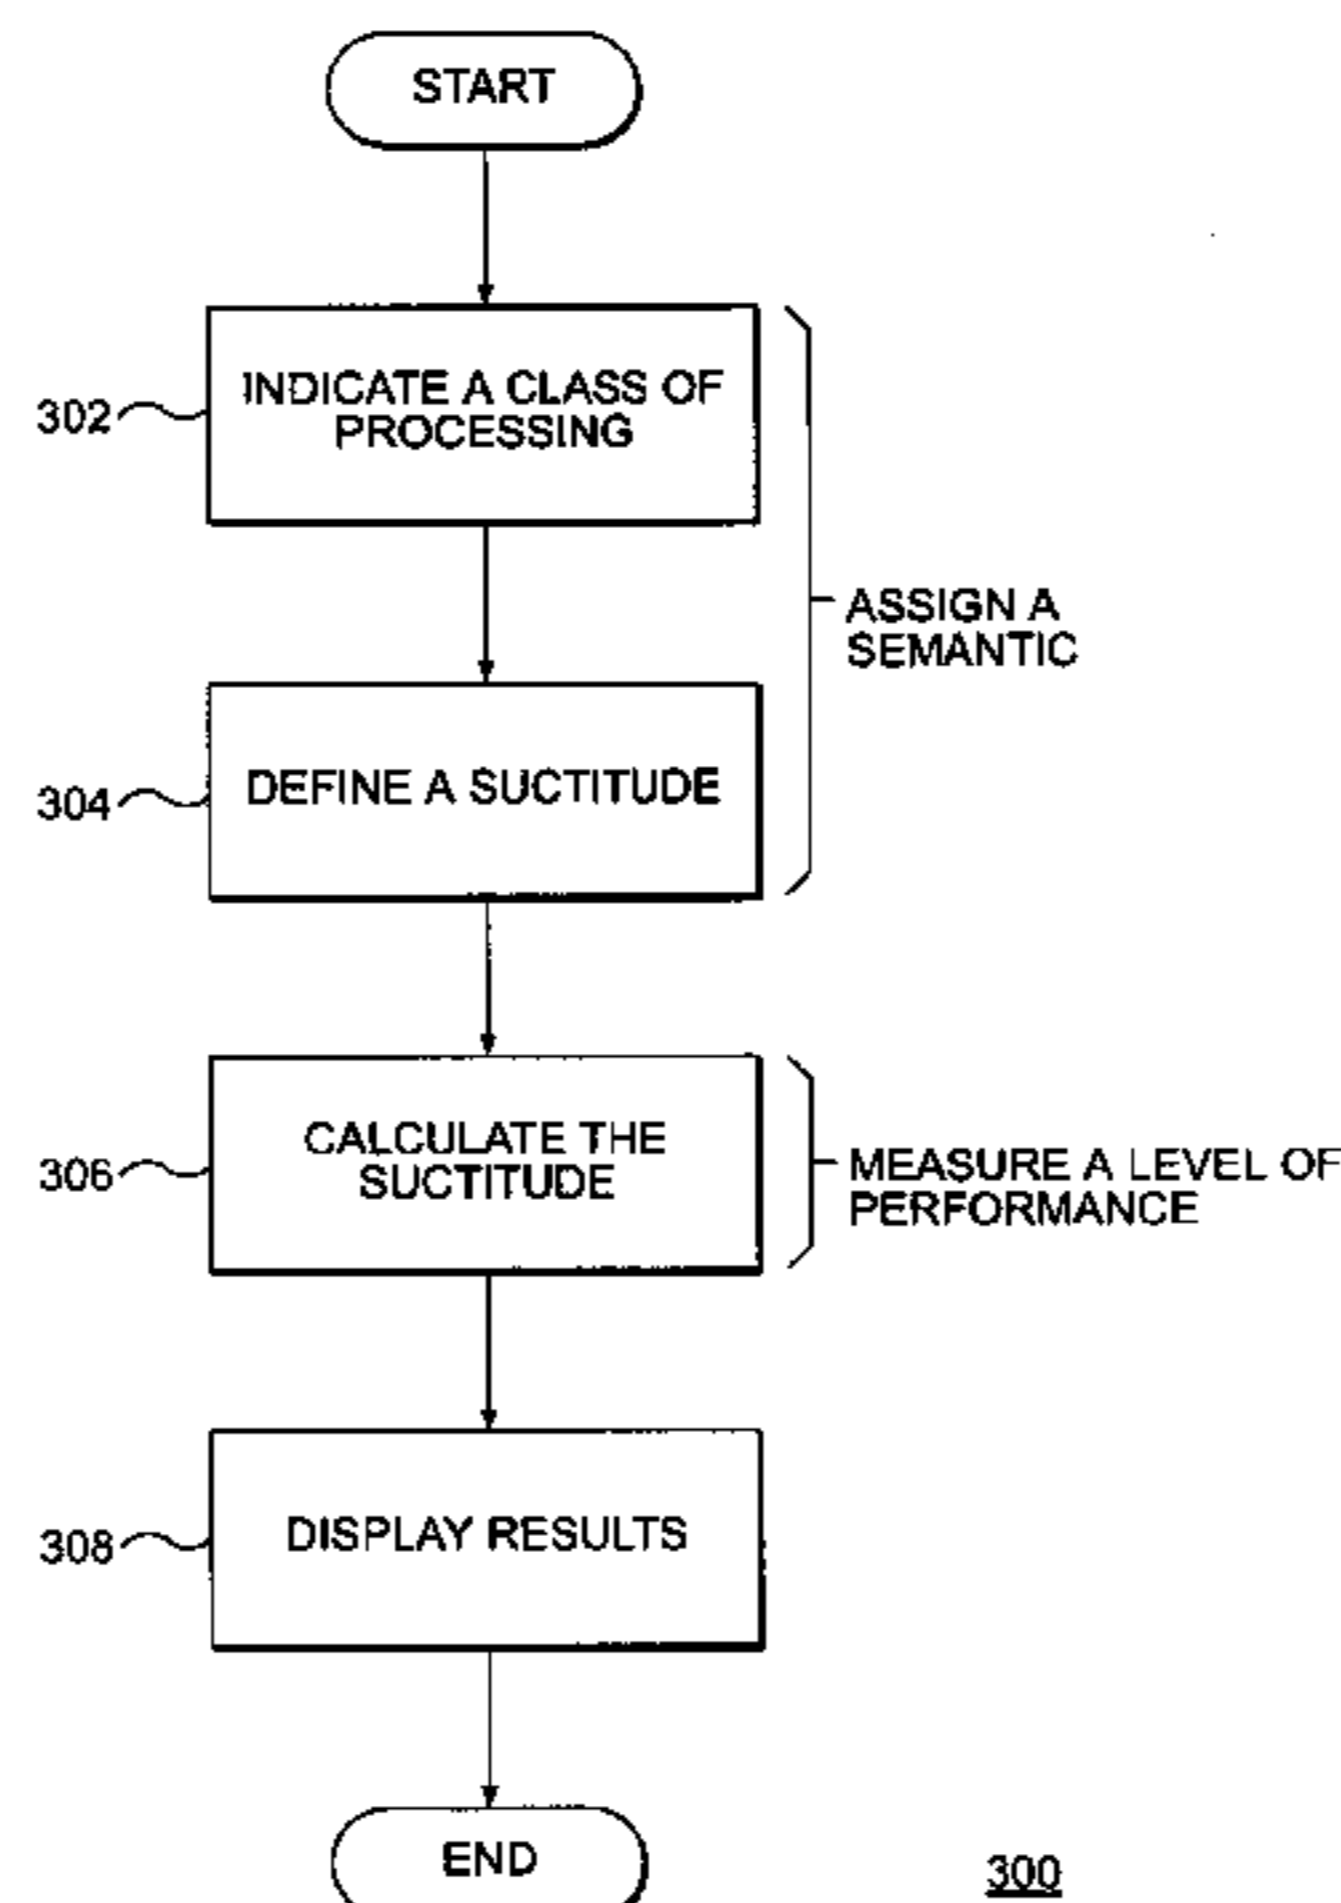 START
302
INDICATE A CLASS OF
PROCESSING
ASSIGN A
SEMANTIC
304
DEFINE A SUCTITUDE
306
CALCULATE THE
SUCTITUDE
MEASURE A LEVEL OF
PERFORMANCE
308
DISPLAY RESULTS
END
300